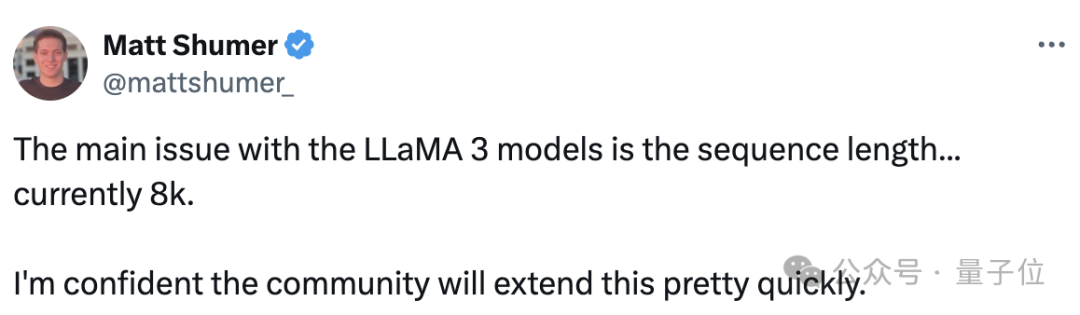 Matt Shumer
@mattshumer_
The main issue with the LLaMA 3 models is the sequence length...
currently 8k.
I'm confident the community will extend this pretty quickly.
公众号 · 量子位